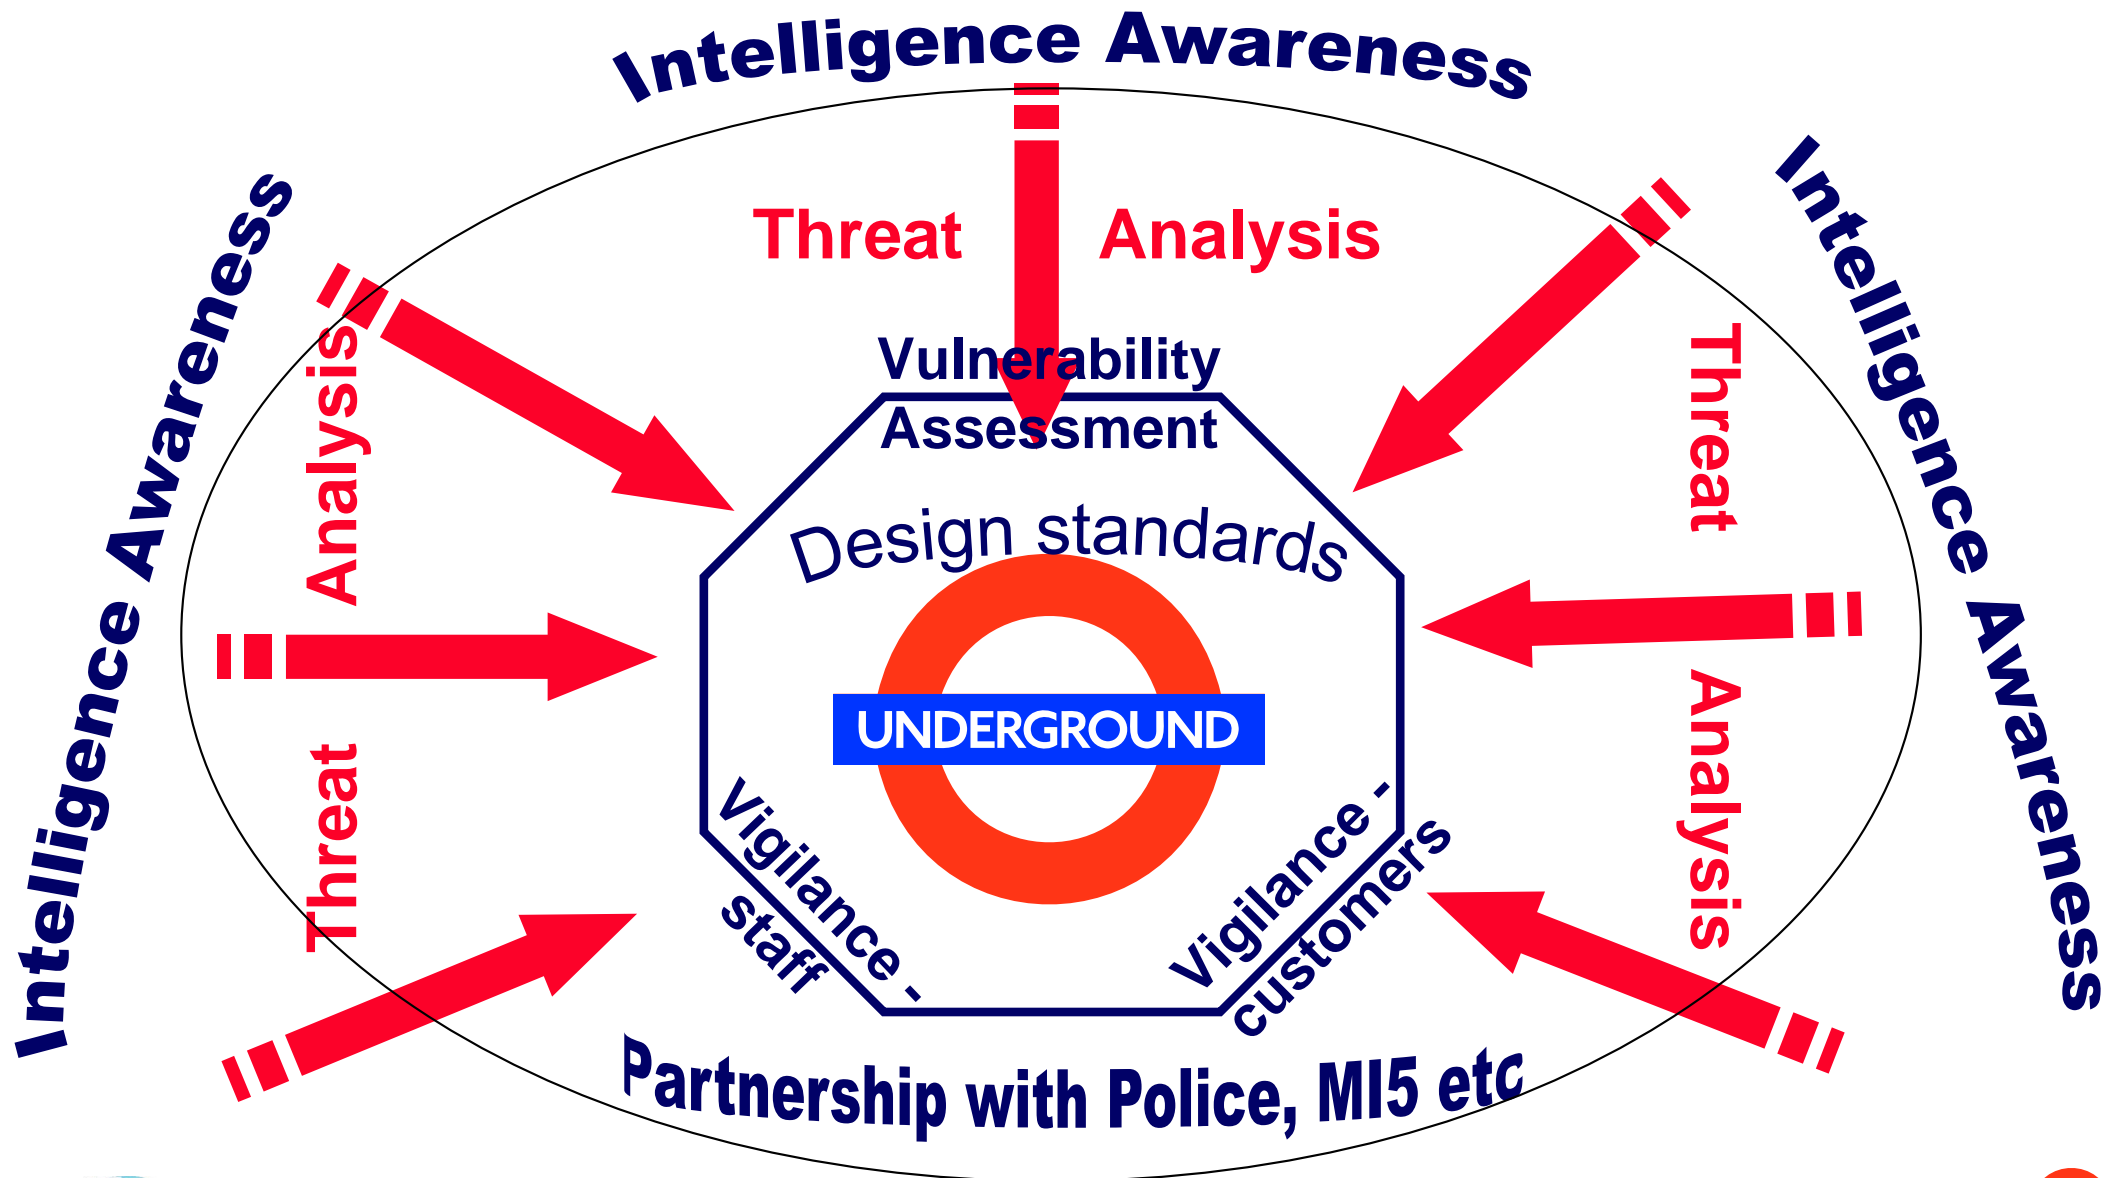 Intelligence Awareness
Intelligence Awareness
Intelligence Awareness
Threat Analysis
Threat Analysis
Threat Analysis
Vulnerability
Assessment
Design standards
UNDERGROUND
Vigilance -
staff
Vigilance -
customers
Partnership with Police, MI5 etc